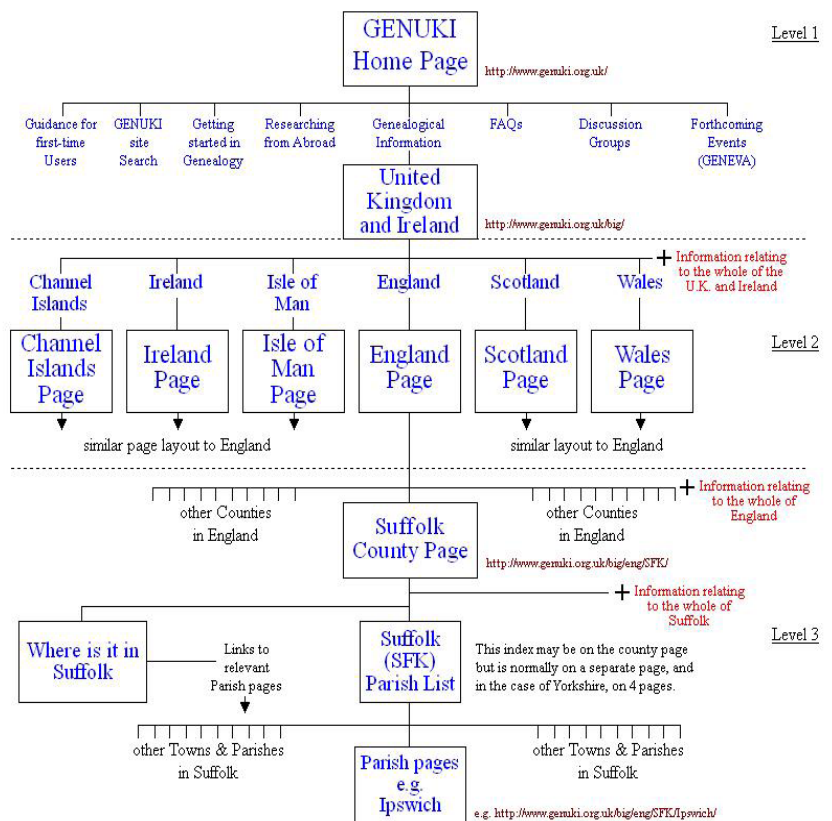 GENUKI
Home Page
Level 1
http://www.genuki.org.uk/
Guidance for
first-time
Users
GENUKI
site
Search
Getting
started in
Genealogy
Researching
from Abroad
Genealogical
Information
FAQs
Discussion
Groups
Forthcoming
Events
(GENEVA)
United
Kingdom
and Ireland
http://www.genuki.org.uk/big/
Information relating
to the whole of the
U.K. and Ireland
Channel
Islands
Ireland
Isle of
Man
England
Scotland
Wales
Level 2
Channel
Islands
Page
Ireland
Page
Isle of
Man
Page
England
Page
Scotland
Page
Wales
Page
similar page layout to England
similar layout to England
Information relating
to the whole of
England
other Counties
in England
other Counties
in England
Suffolk
County Page
http://www.genuki.org.uk/big/eng/SFK/
Information relating
to the whole of
Suffolk
Level 3
Where is it in
Suffolk
Links to
relevant
Parish pages
Suffolk
(SFK)
Parish List
This index may be on the county page
but is normally on a separate page, and
in the case of Yorkshire, on 4 pages.
other Towns & Parishes
in Suffolk
other Towns & Parishes
in Suffolk
Parish pages
e.g.
Ipswich
e.g. http://www.genuki.org.uk/big/eng/SFK/Ipswich/